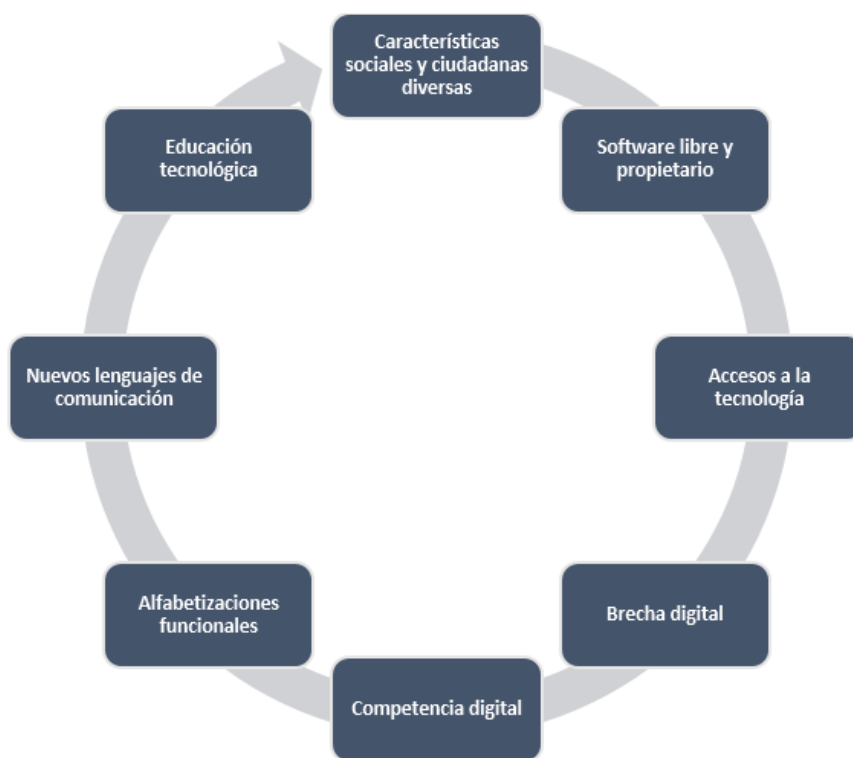 Características
sociales y ciudadanas
diversas
Software libre y
propietario
Accesos a la
tecnología
Brecha digital
Competencia digital
Alfabetizaciones
funcionales
Nuevos lenguajes de
comunicación
Educación
tecnológica